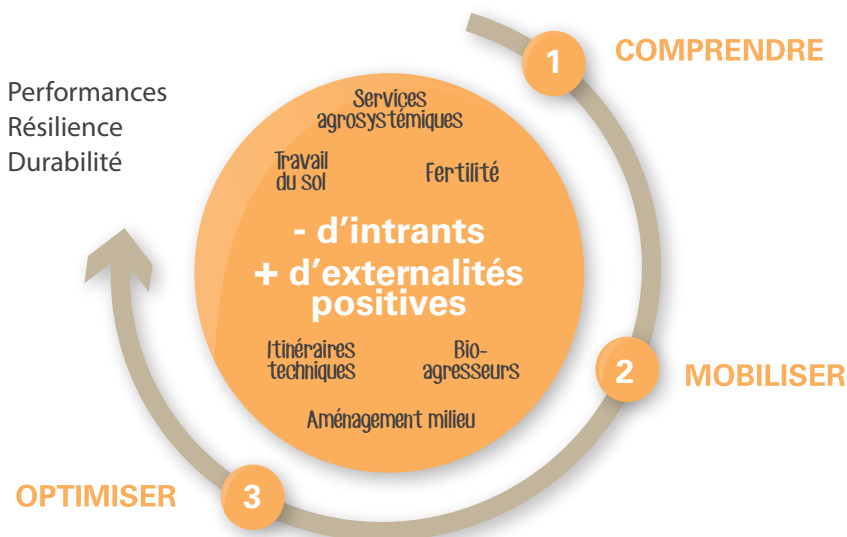 1
COMPRENDRE
Performances
Résilience
Durabilité
Services
agrosystémiques
Travail
du sol
Fertilité
- d'intrants
+ d'externalités
positives
Itinéraires
techniques
Bio-
agresseurs
Aménagement milieu
2
MOBILISER
OPTIMISER
3